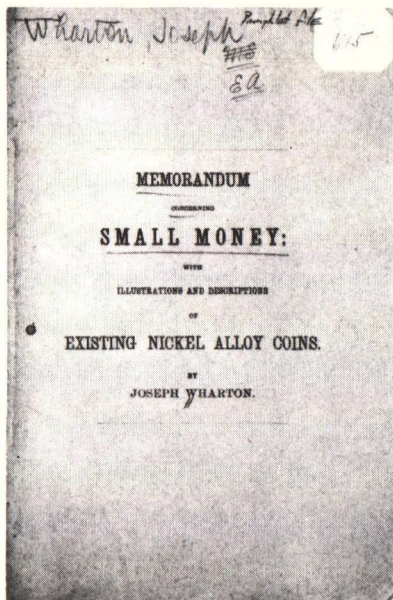 Wharton, Joseph
Pamphlet File
EA
MEMORANDUM
CONCERNING
SMALL MONEY:
WITH
ILLUSTRATIONS AND DESCRIPTIONS
OF
EXISTING NICKEL ALLOY COINS.
BY
JOSEPH WHARTON.